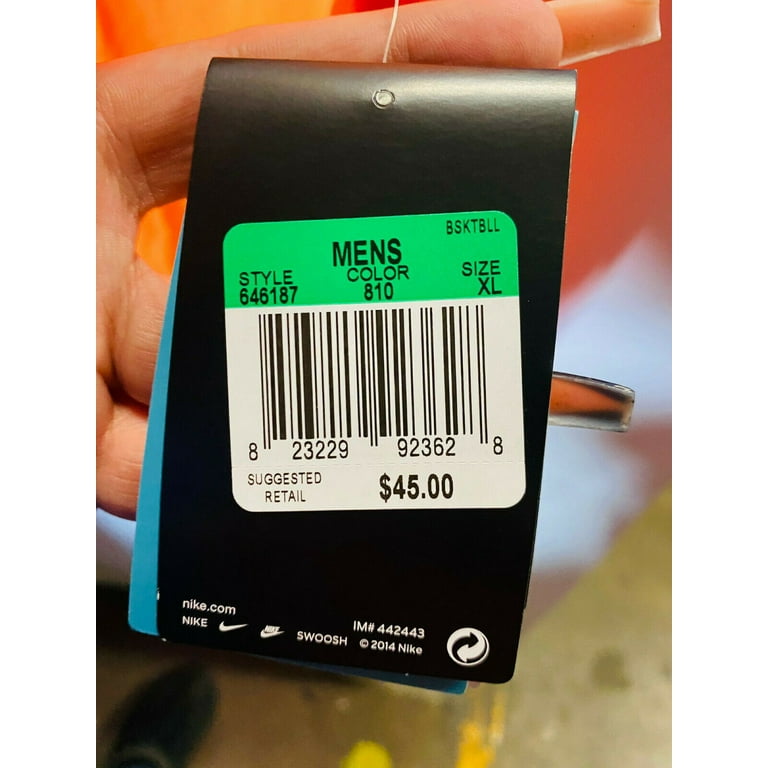 BSKTBLL
MENS
STYLE COLOR SIZE
646187 810 XL
8 23229 92362 8
SUGGESTED RETAIL $45.00
nike.com
NIKE NIKE SWOOSH IM# 442443
© 2014 Nike